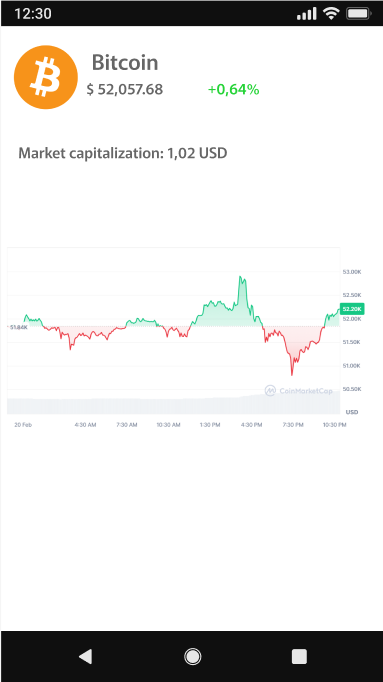 12:30
Bitcoin
$ 52,057.68 +0,64%
Market capitalization: 1,02 USD
53.00K
52.50K
52.20K
52.00K
51.84K
51.50K
51.00K
50.50K
CoinMarketCap
USD
20 Feb 4:30 AM 7:30 AM 10:30 AM 1:30 PM 4:30 PM 7:30 PM 10:30 PM